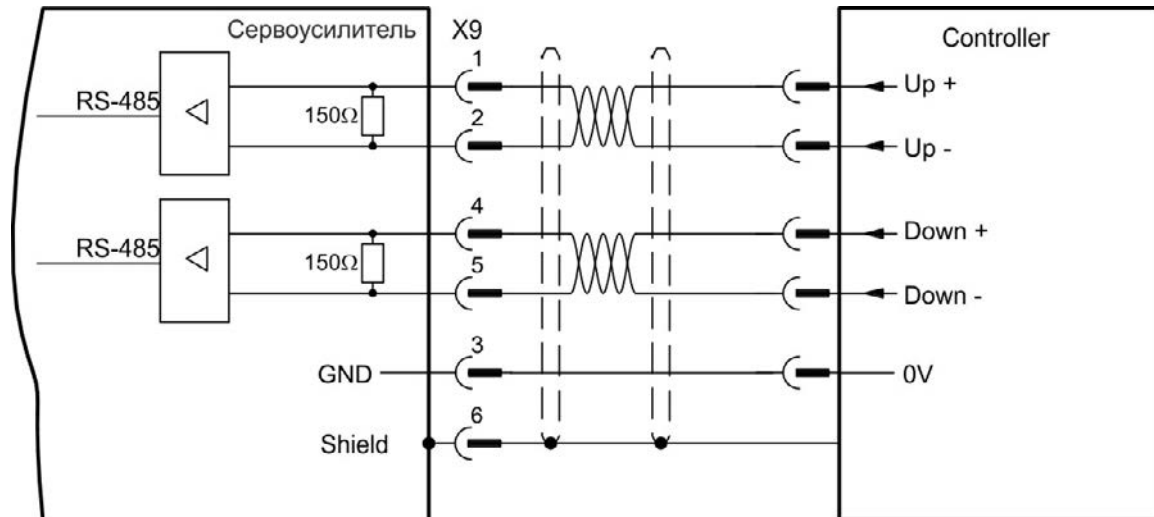 Сервоусилитель
X9
Controller
1
RS-485
150Ω
Up +
2
Up -
4
RS-485
150Ω
Down +
5
Down -
3
GND
0V
6
Shield